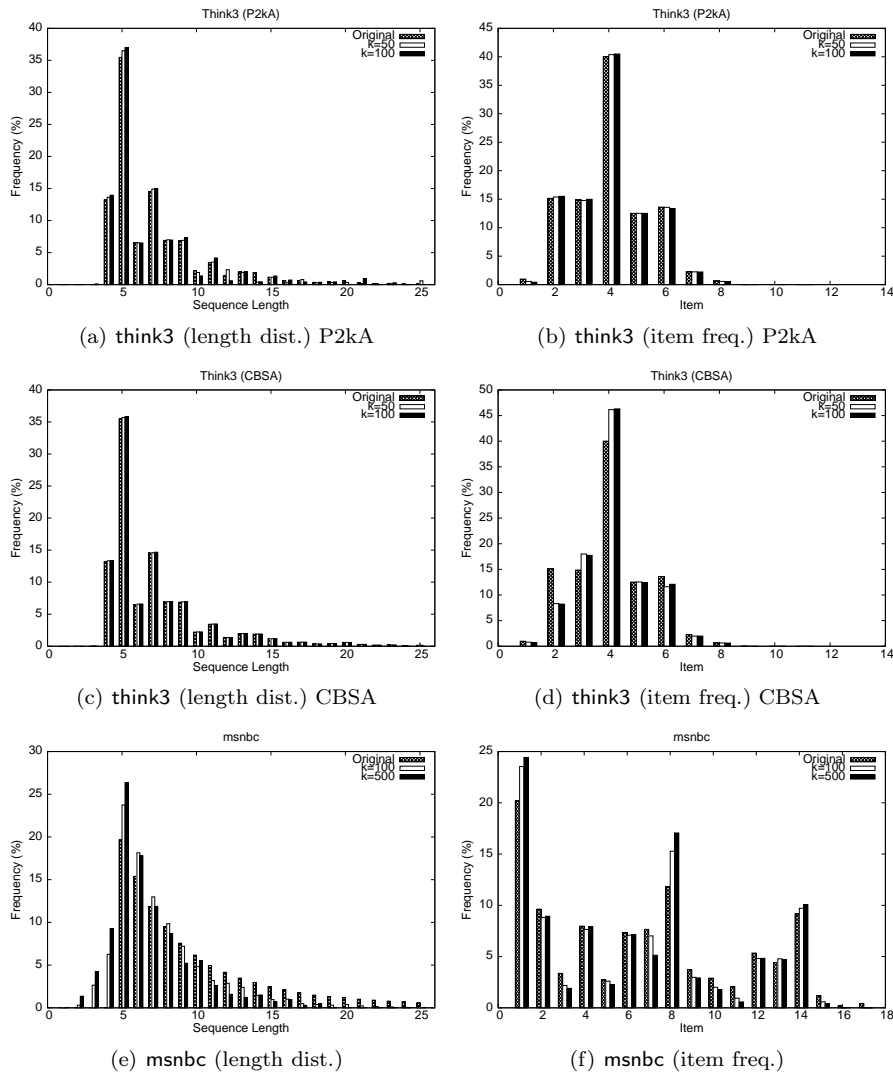 Think3 (P2kA)
Original
k=50
k=100
Frequency (%)
40
35
30
25
20
15
10
5
0
0 5 10 15 20 25
Sequence Length
(a) think3 (length dist.) P2kA
Think3 (P2kA)
Original
k=50
k=100
Frequency (%)
45
40
35
30
25
20
15
10
5
0
0 2 4 6 8 10 12 14
Item
(b) think3 (item freq.) P2kA
Think3 (CBSA)
Original
k=50
k=100
Frequency (%)
40
35
30
25
20
15
10
5
0
0 5 10 15 20 25
Sequence Length
(c) think3 (length dist.) CBSA
Think3 (CBSA)
Original
k=50
k=100
Frequency (%)
50
45
40
35
30
25
20
15
10
5
0
0 2 4 6 8 10 12 14
Item
(d) think3 (item freq.) CBSA
msnbc
Original
k=100
k=500
Frequency (%)
30
25
20
15
10
5
0
0 5 10 15 20 25
Sequence Length
(e) msnbc (length dist.)
msnbc
Original
k=100
k=500
Frequency (%)
25
20
15
10
5
0
0 2 4 6 8 10 12 14 16 18
Item
(f) msnbc (item freq.)